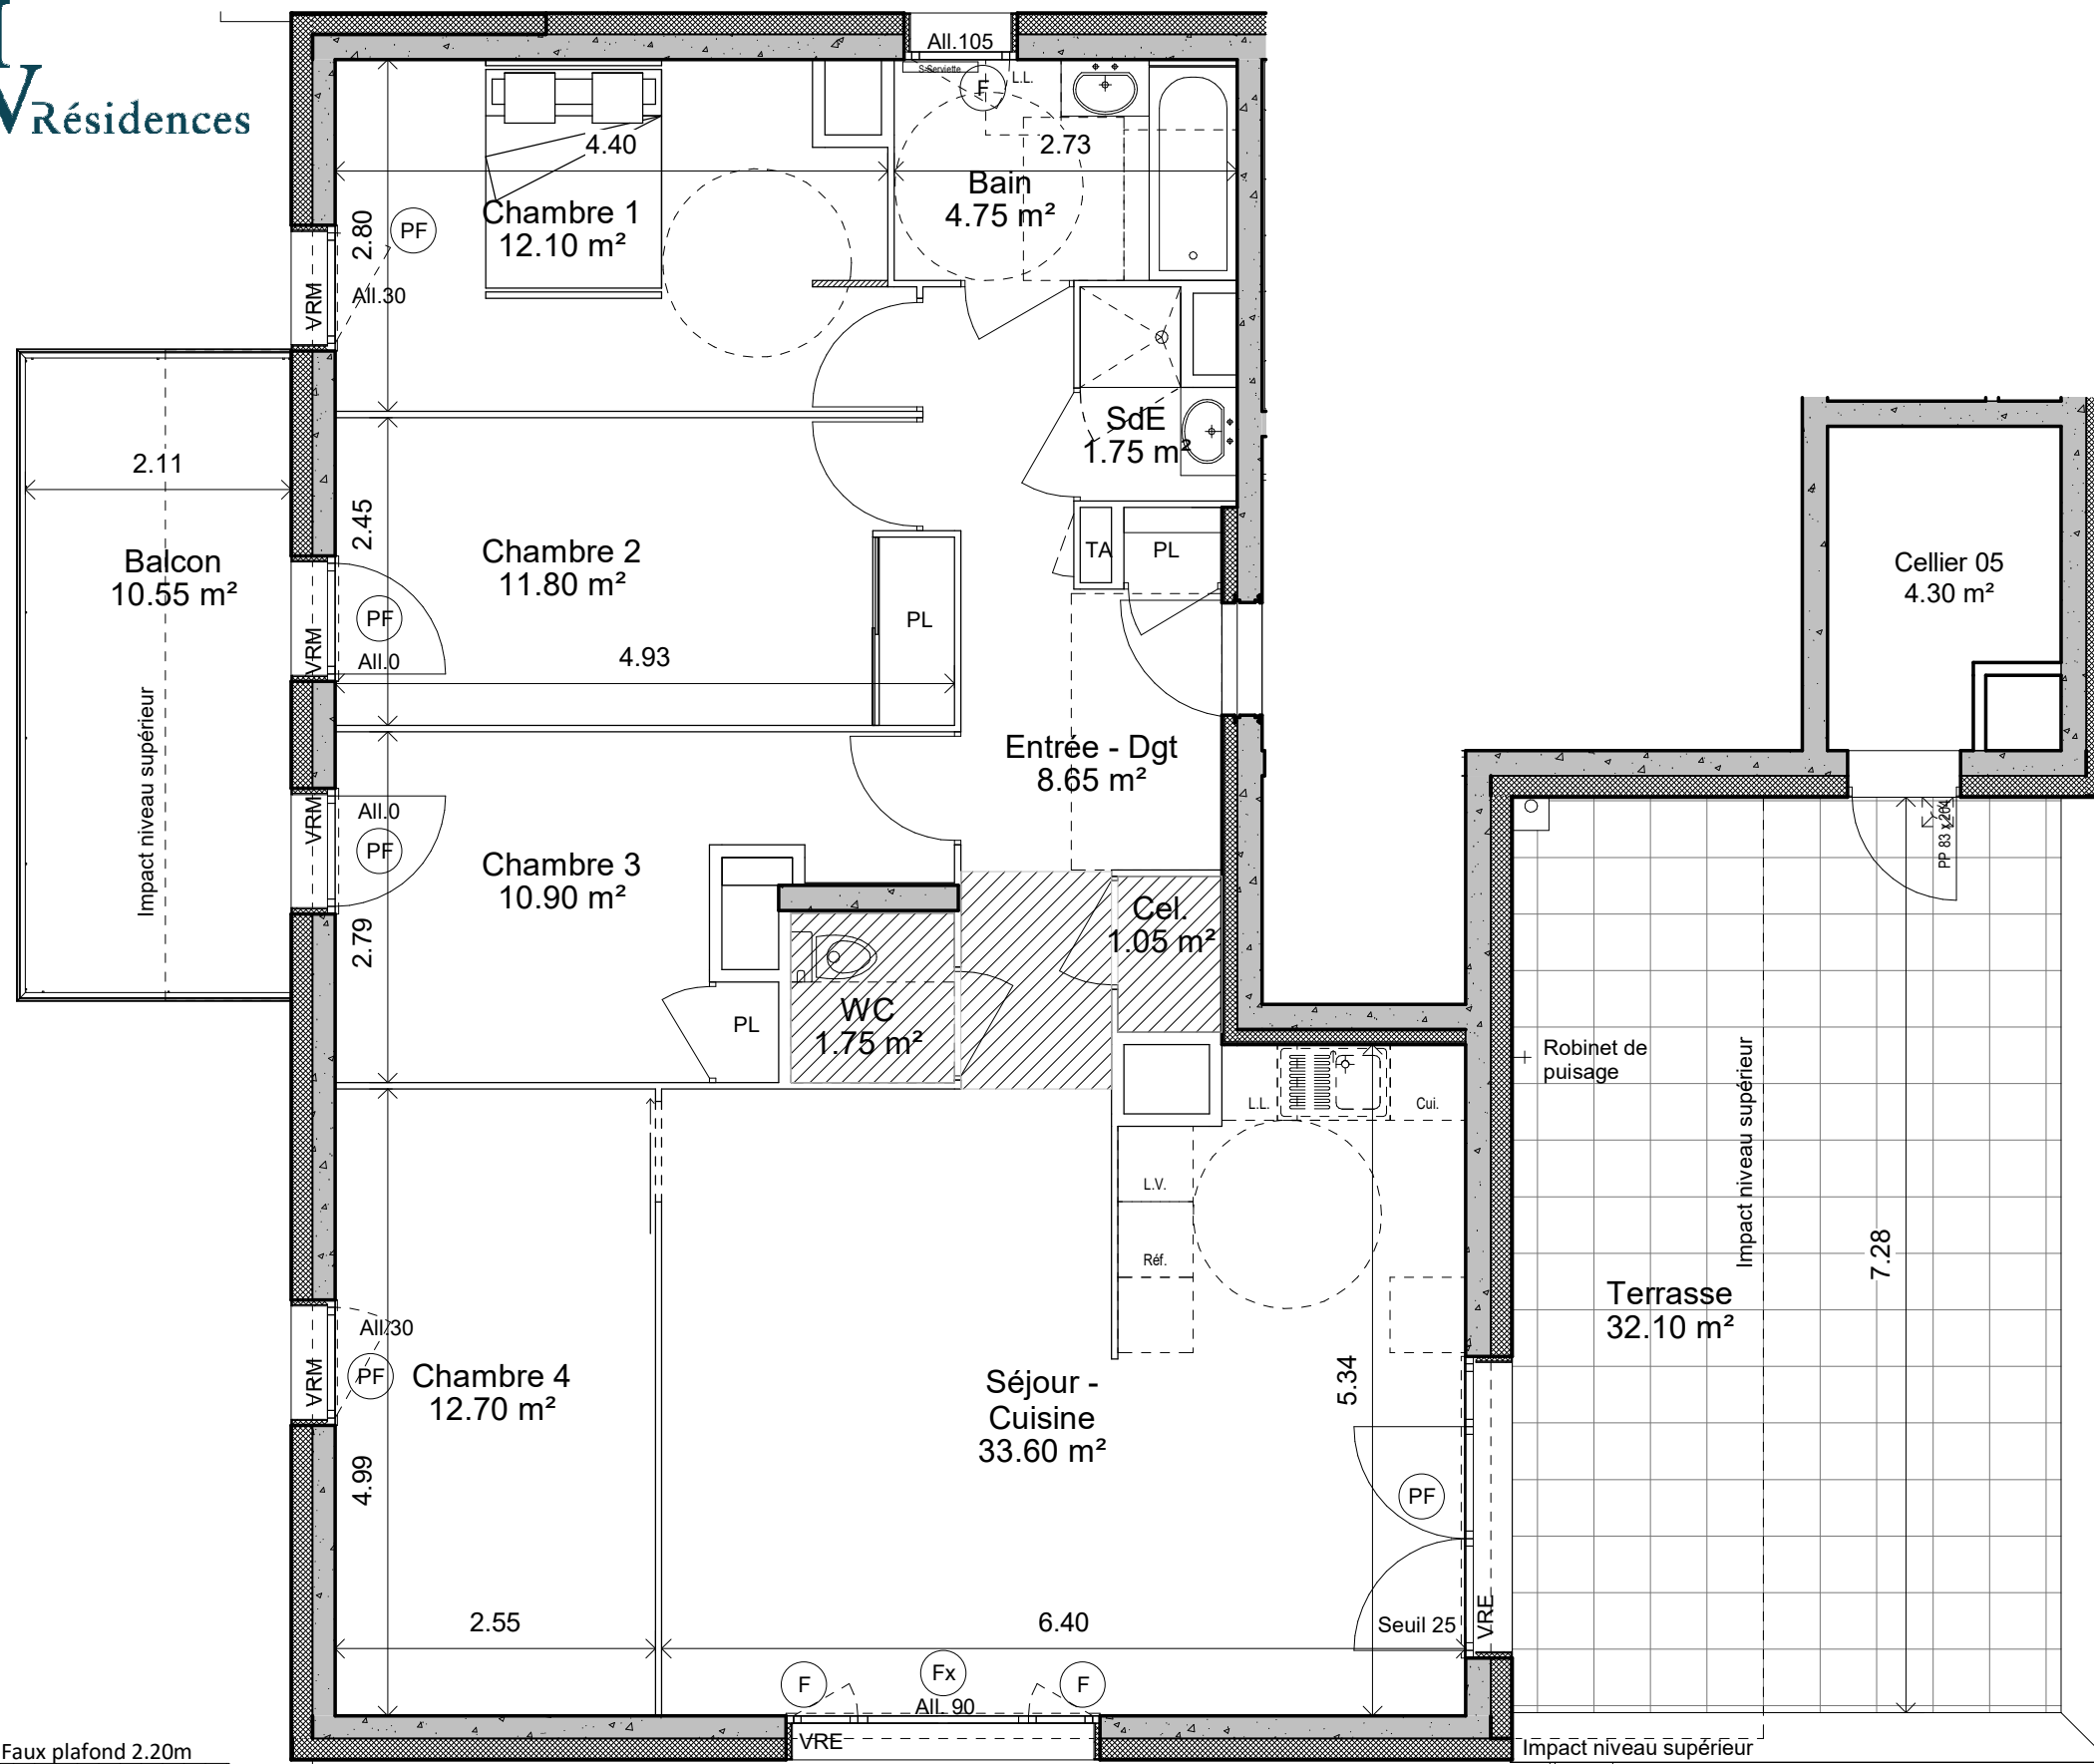 Résidences
All.105
S-Serviette
F
L.L.
4.40
2.73
Bain
4.75 m²
Chambre 1
12.10 m²
PF
2.80
All.30
VRM
SdE
1.75 m²
2.11
2.45
Balcon
10.55 m²
Chambre 2
11.80 m²
TA
PL
Cellier 05
4.30 m²
PF
PL
VRM
All.0
4.93
Impact niveau supérieur
Entrée - Dgt
8.65 m²
VRM
All.0
PF
PP 83 x 204
Chambre 3
10.90 m²
2.79
Cel.
1.05 m²
WC
1.75 m²
PL
Robinet de
puisage
Impact niveau supérieur
L.L.
Cui.
L.V.
Réf.
7.28
Terrasse
32.10 m²
All.30
VRM
PF
Chambre 4
12.70 m²
Séjour -
Cuisine
33.60 m²
5.34
4.99
PF
2.55
6.40
Seuil 25
VRE
F
Fx
F
All. 90
VRE
Faux plafond 2.20m
Impact niveau supérieur